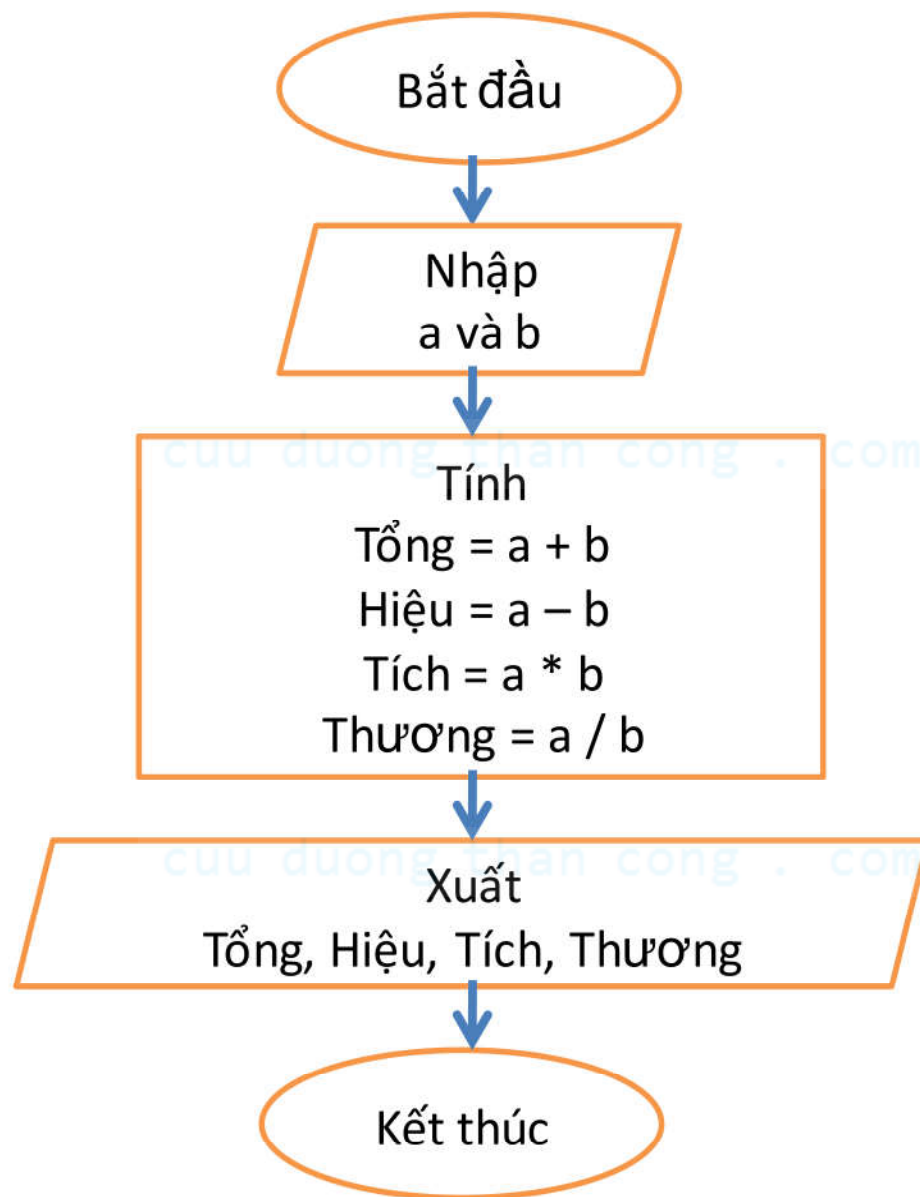 Bắt đầu
Nhập
a và b
cuu duong than cong . com
Tính
Tổng = a + b
Hiệu = a – b
Tích = a * b
Thương = a / b
cuu duong than cong . com
Xuất
Tổng, Hiệu, Tích, Thương
Kết thúc